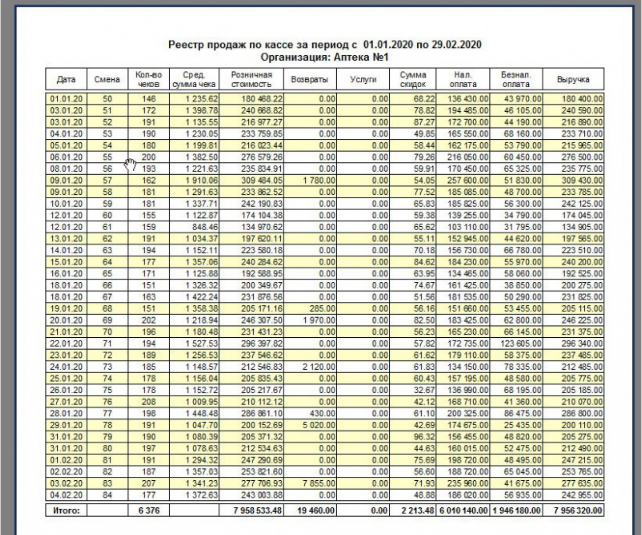 Реестр продаж по кассе за период с 01.01.2020 по 29.02.2020
Организация: Аптека №1
Дата Смена Кол-во чеков Сред. сумма чека Розничная стоимость Возвраты Услуги Сумма скидок Нал. оплата Безнал. оплата Выручка
01.01.20 50 146 1 235.62 180 468.22 0.00 0.00 68.22 136 430.00 43 970.00 180 400.00
03.01.20 51 172 1 398.78 240 668.82 0.00 0.00 78.82 194 485.00 46 105.00 240 590.00
03.01.20 52 191 1 135.55 216 977.27 0.00 0.00 87.27 172 700.00 44 190.00 216 890.00
04.01.20 53 190 1 230.05 233 759.85 0.00 0.00 49.85 165 550.00 68 160.00 233 710.00
05.01.20 54 180 1 199.81 216 023.44 0.00 0.00 58.44 162 175.00 53 790.00 215 965.00
06.01.20 55 200 1 382.50 276 579.26 0.00 0.00 79.26 216 050.00 60 450.00 276 500.00
08.01.20 56 193 1 221.63 235 834.91 0.00 0.00 59.91 170 450.00 65 325.00 235 775.00
09.01.20 57 162 1 910.06 309 484.05 1 780.00 0.00 54.05 257 600.00 51 830.00 309 430.00
09.01.20 58 181 1 291.63 233 862.52 0.00 0.00 77.52 185 085.00 48 700.00 233 785.00
10.01.20 59 181 1 337.71 242 190.83 0.00 0.00 65.83 185 825.00 56 300.00 242 125.00
12.01.20 60 155 1 122.87 174 104.38 0.00 0.00 59.38 139 255.00 34 790.00 174 045.00
12.01.20 61 159 848.46 134 970.62 0.00 0.00 65.62 103 110.00 31 795.00 134 905.00
13.01.20 62 191 1 034.37 197 620.11 0.00 0.00 55.11 152 945.00 44 620.00 197 565.00
14.01.20 63 194 1 152.11 223 580.18 0.00 0.00 70.18 156 730.00 66 780.00 223 510.00
15.01.20 64 177 1 357.06 240 284.62 0.00 0.00 84.62 184 230.00 55 970.00 240 200.00
16.01.20 65 171 1 125.88 192 588.95 0.00 0.00 63.95 134 465.00 58 060.00 192 525.00
18.01.20 66 151 1 326.32 200 349.67 0.00 0.00 74.67 161 425.00 38 850.00 200 275.00
18.01.20 67 163 1 422.24 231 876.56 0.00 0.00 51.56 181 535.00 50 290.00 231 825.00
19.01.20 68 151 1 358.38 205 171.16 285.00 0.00 56.16 151 660.00 53 455.00 205 115.00
20.01.20 69 202 1 218.94 246 307.50 1 970.00 0.00 82.50 183 425.00 62 800.00 246 225.00
21.01.20 70 196 1 180.48 231 431.23 0.00 0.00 56.23 165 230.00 66 145.00 231 375.00
22.01.20 71 194 1 527.53 296 397.82 0.00 0.00 57.82 172 735.00 123 605.00 296 340.00
23.01.20 72 189 1 256.53 237 546.62 0.00 0.00 61.62 179 110.00 58 375.00 237 485.00
24.01.20 73 185 1 148.57 212 546.83 2 120.00 0.00 61.83 134 150.00 78 335.00 212 485.00
25.01.20 74 178 1 156.04 205 835.43 0.00 0.00 60.43 157 195.00 48 580.00 205 775.00
26.01.20 75 178 1 152.72 205 217.67 0.00 0.00 32.67 136 990.00 68 195.00 205 185.00
27.01.20 76 208 1 009.95 210 112.12 0.00 0.00 42.12 168 710.00 41 360.00 210 070.00
28.01.20 77 198 1 448.48 286 861.10 430.00 0.00 61.10 200 325.00 86 475.00 286 800.00
29.01.20 78 191 1 047.70 200 152.69 5 020.00 0.00 42.69 174 675.00 25 435.00 200 110.00
31.01.20 79 190 1 080.39 205 371.32 0.00 0.00 96.32 156 455.00 48 820.00 205 275.00
31.01.20 80 197 1 078.63 212 534.63 0.00 0.00 44.63 160 015.00 52 475.00 212 490.00
01.02.20 81 191 1 294.32 247 290.69 0.00 0.00 75.69 198 720.00 48 495.00 247 215.00
02.02.20 82 187 1 357.03 253 821.60 0.00 0.00 56.60 188 720.00 65 045.00 253 765.00
03.02.20 83 207 1 341.23 277 706.93 7 855.00 0.00 71.93 235 960.00 41 675.00 277 635.00
04.02.20 84 177 1 372.63 243 003.88 0.00 0.00 48.88 186 020.00 56 935.00 242 955.00
Итого: 6 376 7 958 533.48 19 460.00 0.00 2 213.48 6 010 140.00 1 946 180.00 7 956 320.00